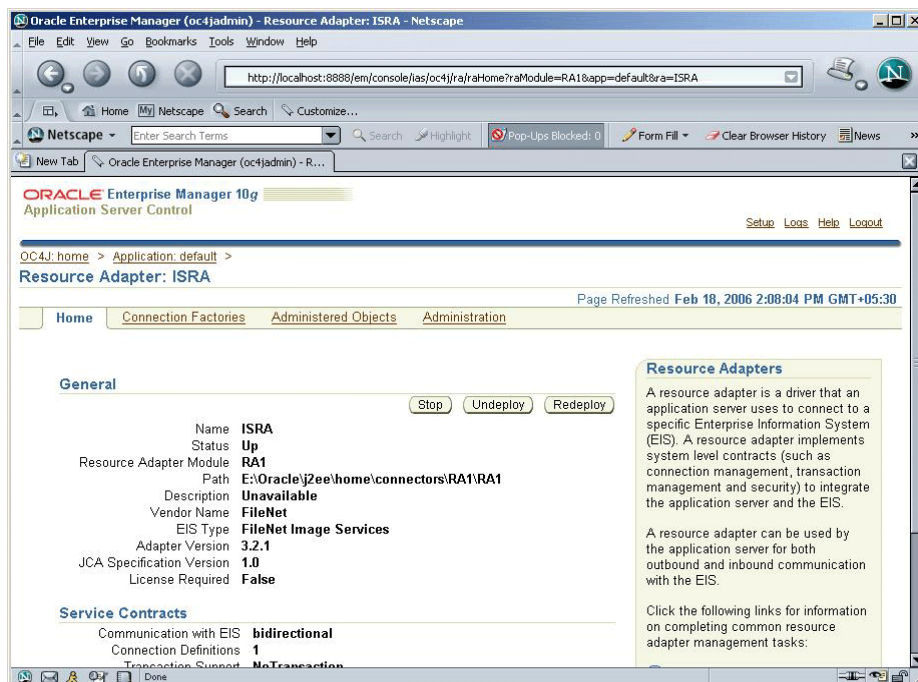 Oracle Enterprise Manager (oc4jadmin) - Resource Adapter: ISRA - Netscape
File Edit View Go Bookmarks Tools Window Help
http://localhost:8888/em/console/ias/oc4j/ra/raHome?raModule=RA1&app=default&ra=ISRA
Home My Netscape Search Customize...
Netscape Enter Search Terms Search Highlight Pop-Ups Blocked: 0 Form Fill Clear Browser History News »
New Tab Oracle Enterprise Manager (oc4jadmin) - R...
ORACLE Enterprise Manager 10g
Application Server Control
Setup Logs Help Logout
OC4J: home > Application: default >
Resource Adapter: ISRA
Page Refreshed Feb 18, 2006 2:08:04 PM GMT+05:30
Home Connection Factories Administered Objects Administration
General
Stop Undeploy Redeploy
Name ISRA
Status Up
Resource Adapter Module RA1
Path E:\Oracle\j2ee\home\connectors\RA1\RA1
Description Unavailable
Vendor Name FileNet
EIS Type FileNet Image Services
Adapter Version 3.2.1
JCA Specification Version 1.0
License Required False
Service Contracts
Communication with EIS bidirectional
Connection Definitions 1
Transaction Support NoTransaction
Resource Adapters
A resource adapter is a driver that an
application server uses to connect to a
specific Enterprise Information System
(EIS). A resource adapter implements
system level contracts (such as
connection management, transaction
management and security) to integrate
the application server and the EIS.
A resource adapter can be used by
the application server for both
outbound and inbound communication
with the EIS.
Click the following links for information
on completing common resource
adapter management tasks:
Done